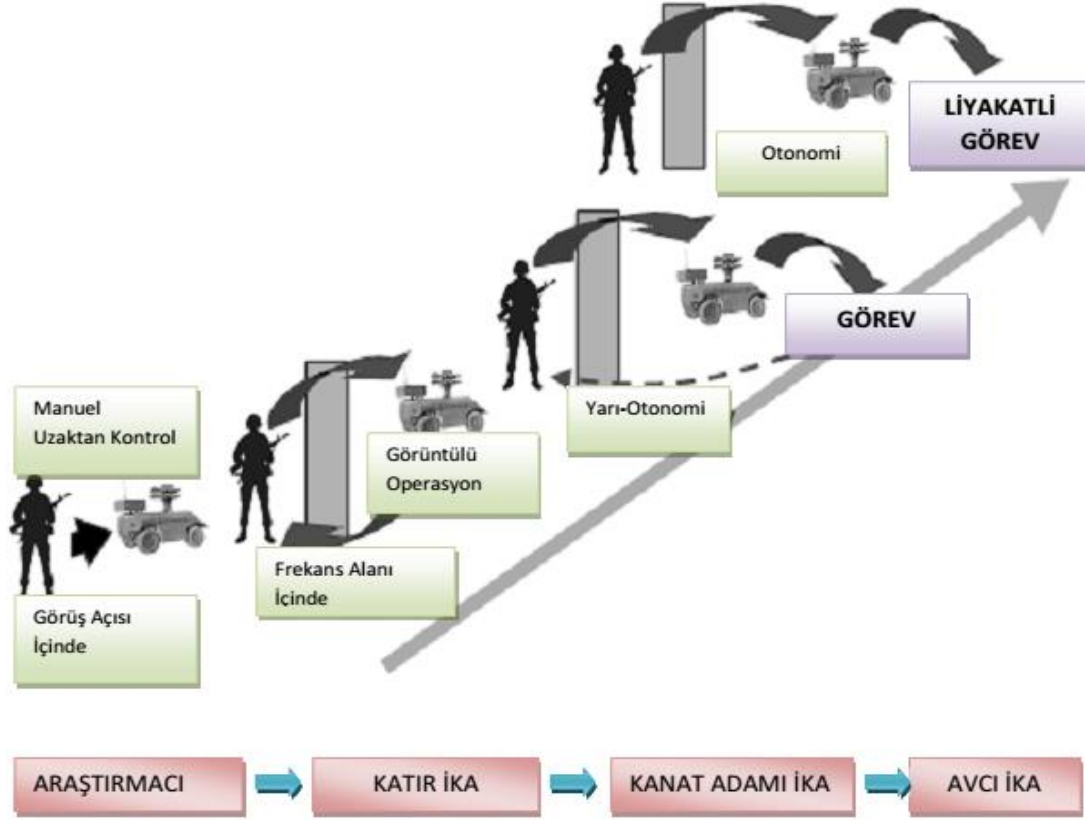 LİYAKATLİ
GÖREV
Otonomi
GÖREV
Yarı-Otonomi
Manuel
Uzaktan Kontrol
Görüntülü
Operasyon
Frekans Alanı
İçinde
Görüş Açısı
İçinde
ARAŞTIRMACI
KATIR İKA
KANAT ADAMI İKA
AVCI İKA